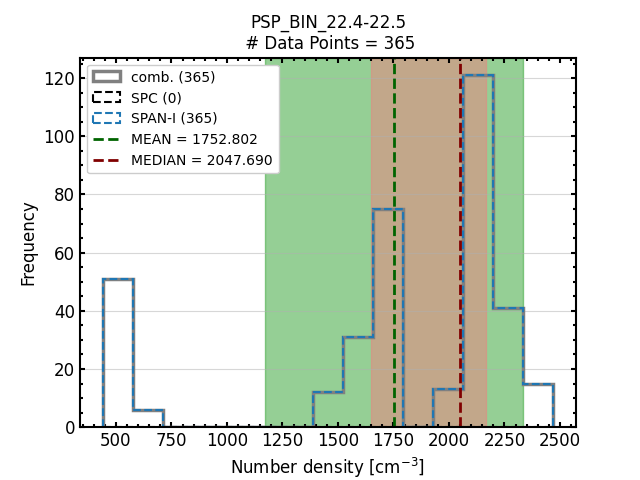 PSP_BIN_22.4-22.5
# Data Points = 365
comb. (365)
SPC (0)
SPAN-I (365)
MEAN = 1752.802
MEDIAN = 2047.690
Frequency
120
100
80
60
40
20
0
500 750 1000 1250 1500 1750 2000 2250 2500
Number density [cm⁻³]